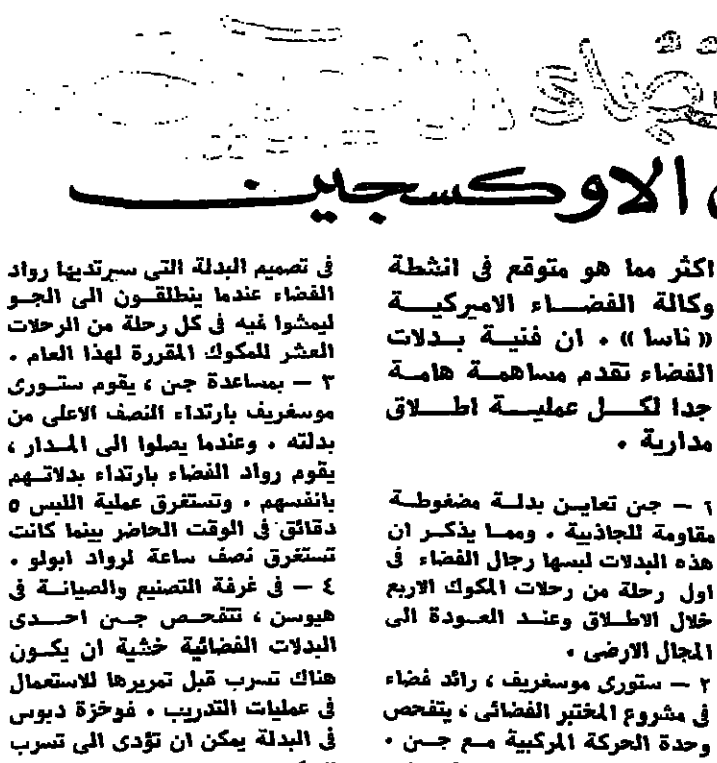 الاوكسجين
اكثر مما هو متوقع فى انشطة
وكالة الفضاء الاميركية
« ناسا » . ان فنية بدلات
الفضاء تقدم مساهمة هامة
جدا لكل عملية اطلاق
مدارية .
١ — جين تعاين بدلة مضغوطة
مقاومة للجاذبية . ومما يذكر ان
هذه البدلات لبسها رجال الفضاء فى
اول رحلة من رحلات المكوك الاربع
خلال الاطلاق وعند العودة الى
المجال الارضى .
٢ — ستورى موسغريف ، رائد فضاء
فى مشروع المختبر الفضائى ، يتفحص
وحدة الحركة المركبية مع جين .
فى تصميم البدلة التى سيرتديها رواد
الفضاء عندما ينطلقون الى الجو
ليمشوا فيه فى كل رحلة من الرحلات
العشر للمكوك المقررة لهذا العام .
٣ — بمساعدة جين ، يقوم ستورى
موسغريف بارتداء النصف الاعلى من
بدلته . وعندما يصلوا الى المدار ،
يقوم رواد الفضاء بارتداء بدلاتهم
بانفسهم . وتستغرق عملية اللبس ٥
دقائق فى الوقت الحاضر بينما كانت
تستغرق نصف ساعة لرواد ابولو .
٤ — فى غرفة التصنيع والصيانة فى
هيوسن ، تتفحص جين احدى
البدلات الفضائية خشية ان يكون
هناك تسرب قبل تمريرها للاستعمال
فى عمليات التدريب . فوخزة دبوس
فى البدلة يمكن ان تؤدى الى تسرب